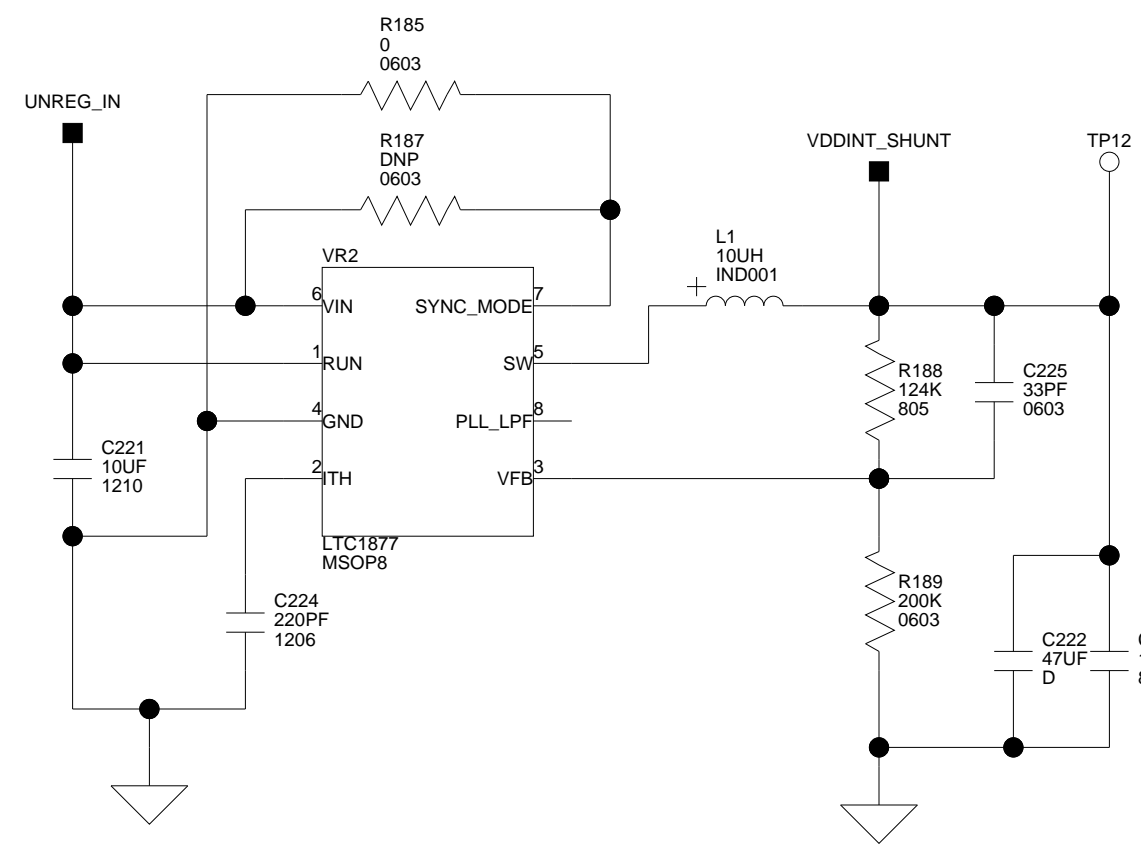 R185
0
0603
UNREG_IN
R187
DNP
0603
VDDINT_SHUNT
TP12
L1
10UH
IND001
+
VR2
6
VIN
SYNC_MODE
7
1
RUN
SW
5
4
GND
PLL_LPF
8
2
ITH
VFB
3
LTC1877
MSOP8
R188
124K
805
C225
33PF
0603
C221
10UF
1210
C224
220PF
1206
R189
200K
0603
C222
47UF
D